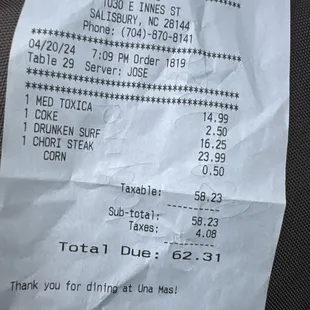 1030 E INNES ST
SALISBURY, NC 28144
Phone: (704)-870-8141
****************************************
04/20/24 7:09 PM Order 1819
Table 29 Server: JOSE
****************************************
1 MED TOXICA 14.99
1 COKE 2.50
1 DRUNKEN SURF 16.25
1 CHORI STEAK 23.99
CORN 0.50
Taxable: 58.23
----------
Sub-total: 58.23
Taxes: 4.08
----------
Total Due: 62.31
Thank you for dining at Una Mas!